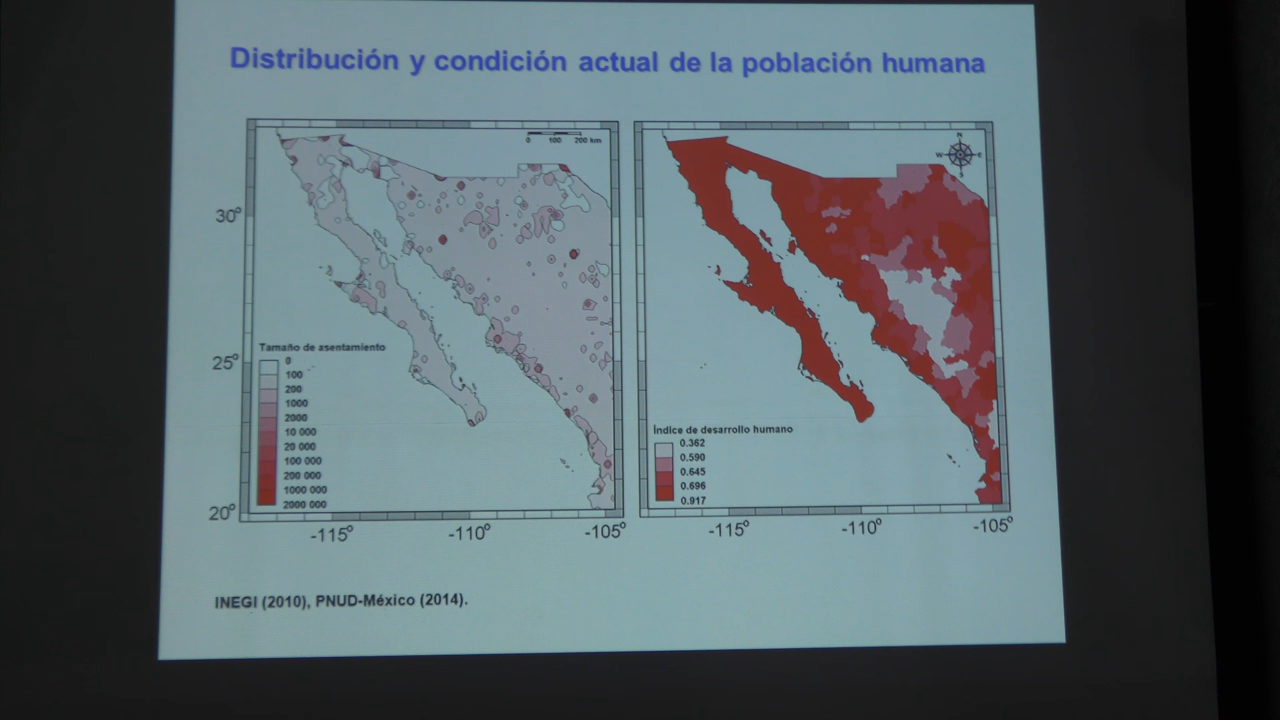 Distribución y condición actual de la población humana
0 100 200 km
N
W E
S
30°
25°
20°
Tamaño de asentamiento
0
100
200
1000
2000
10 000
20 000
100 000
200 000
1000 000
2000 000
Índice de desarrollo humano
0.362
0.590
0.645
0.696
0.917
-115° -110° -105° -115° -110° -105°
INEGI (2010), PNUD-México (2014).